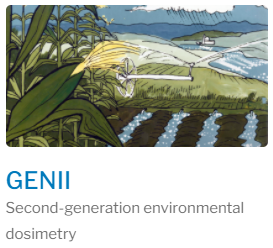 GENII
Second-generation environmental
dosimetry